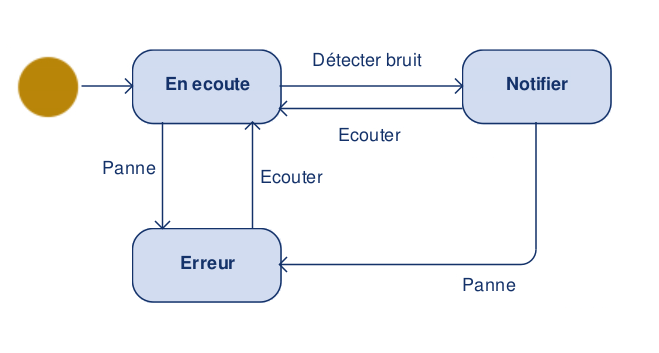 Détecter bruit
En ecoute
Notifier
Ecouter
Panne
Ecouter
Erreur
Panne